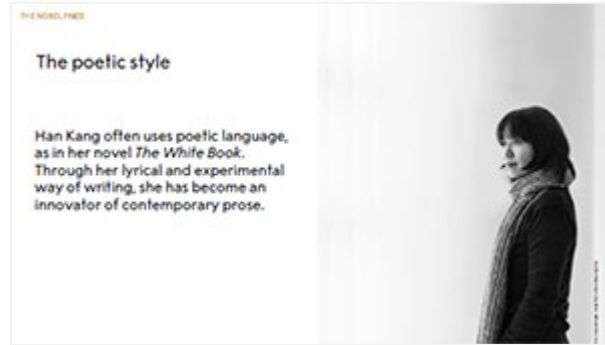 THE NOBEL PRIZE
The poetic style
Han Kang often uses poetic language,
as in her novel The White Book.
Through her lyrical and experimental
way of writing, she has become an
innovator of contemporary prose.